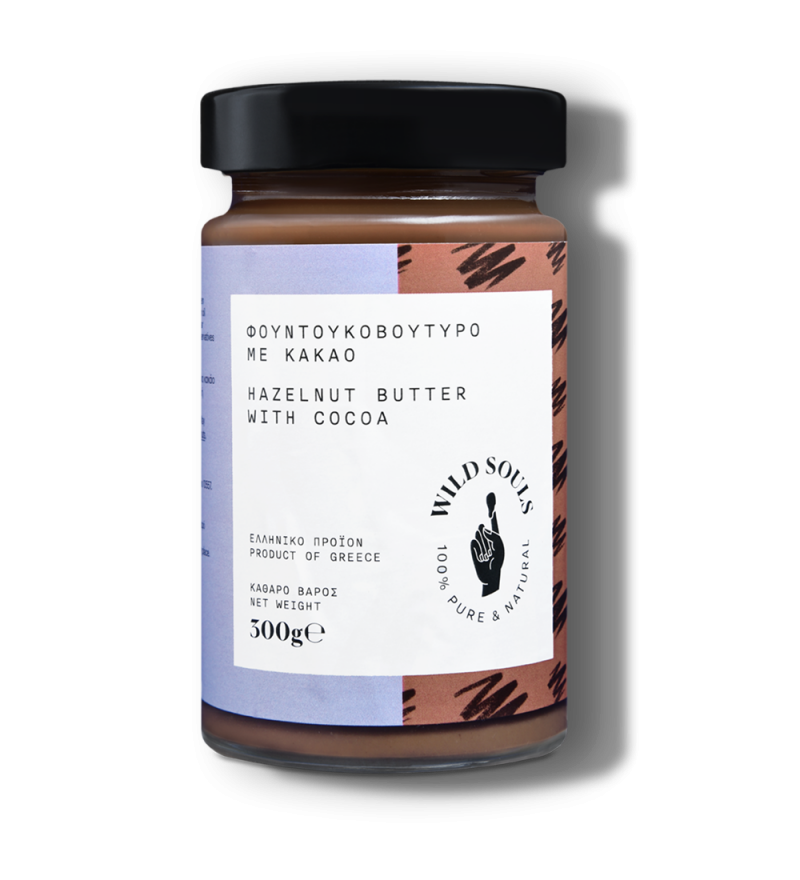 ΦΟΥΝΤΟΥΚΟΒΟΥΤΥΡΟ
ΜΕ ΚΑΚΑΟ
HAZELNUT BUTTER
WITH COCOA
WILD SOULS
100% PURE & NATURAL
ΕΛΛΗΝΙΚΟ ΠΡΟΪΟΝ
PRODUCT OF GREECE
ΚΑΘΑΡΟ ΒΑΡΟΣ
NET WEIGHT
300g℮